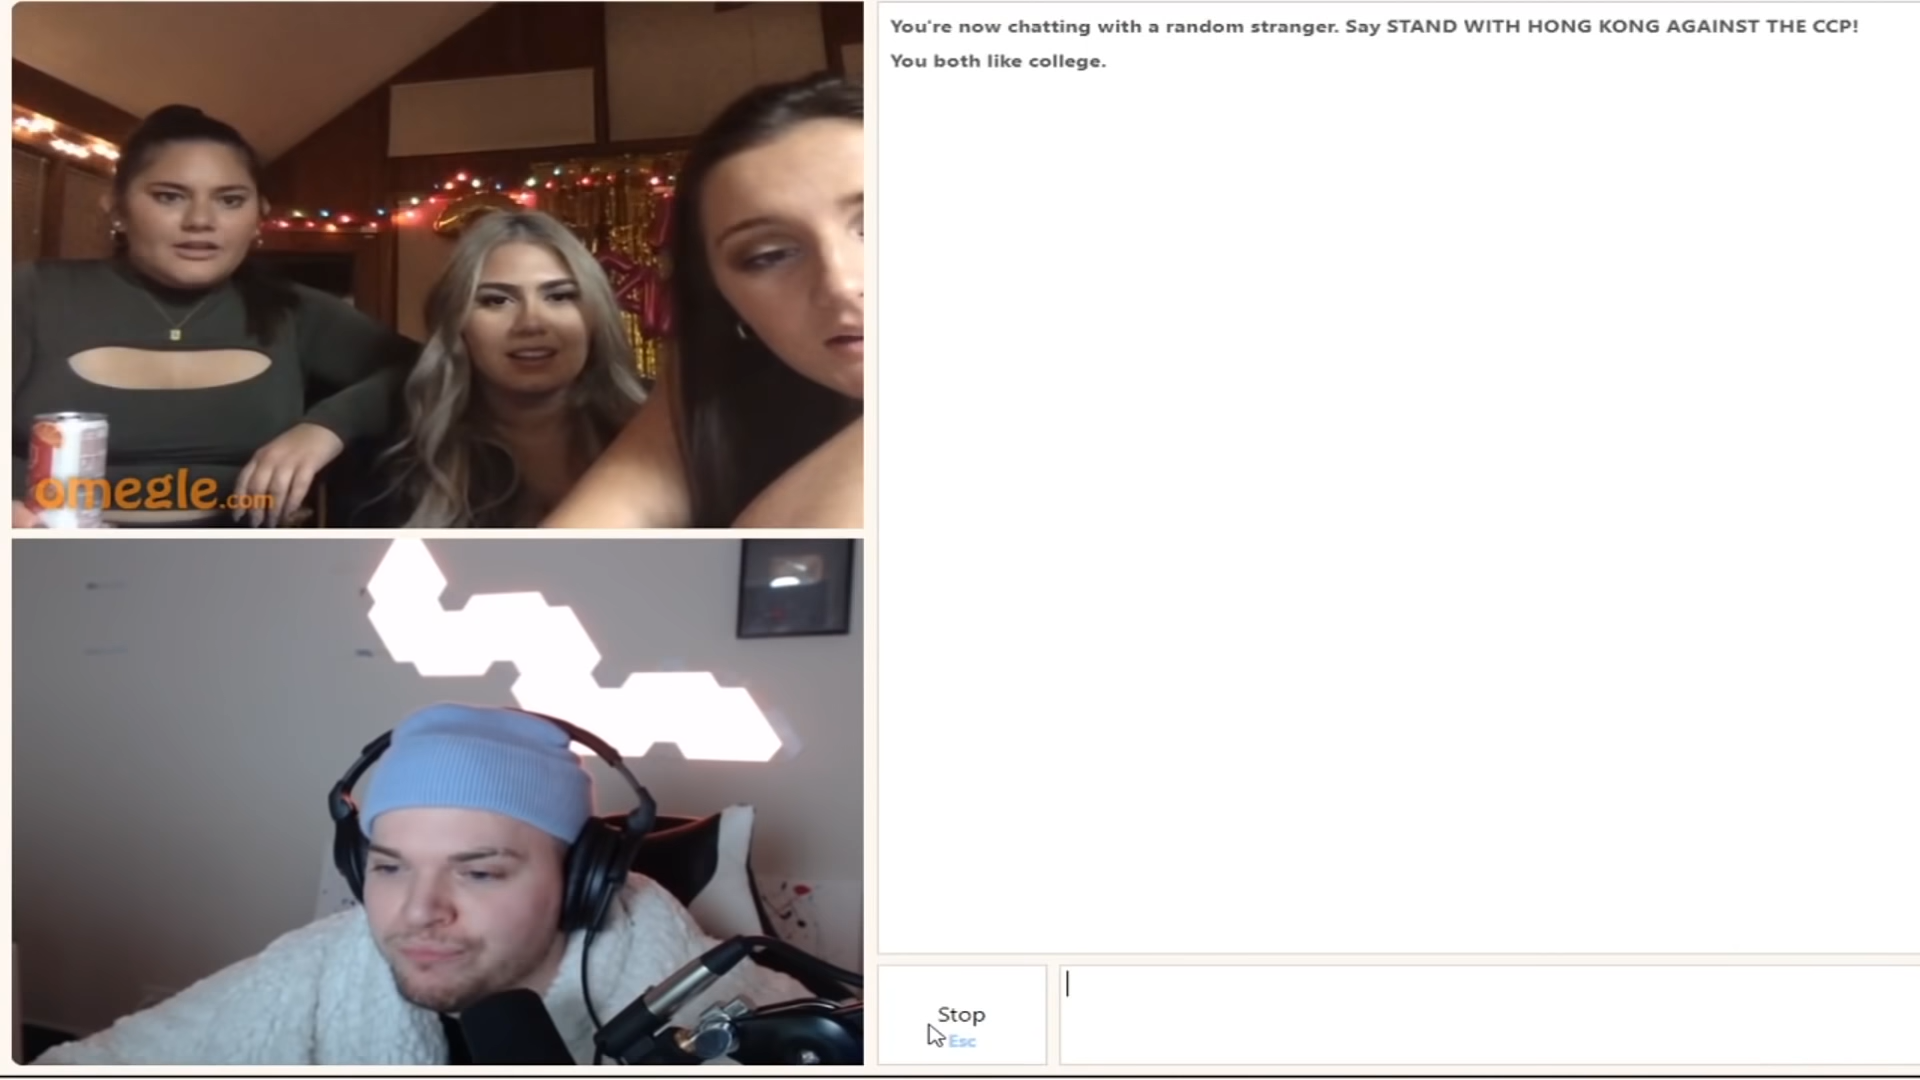 You're now chatting with a random stranger. Say STAND WITH HONG KONG AGAINST THE CCP!
You both like college.
omegle.com
Stop
Esc